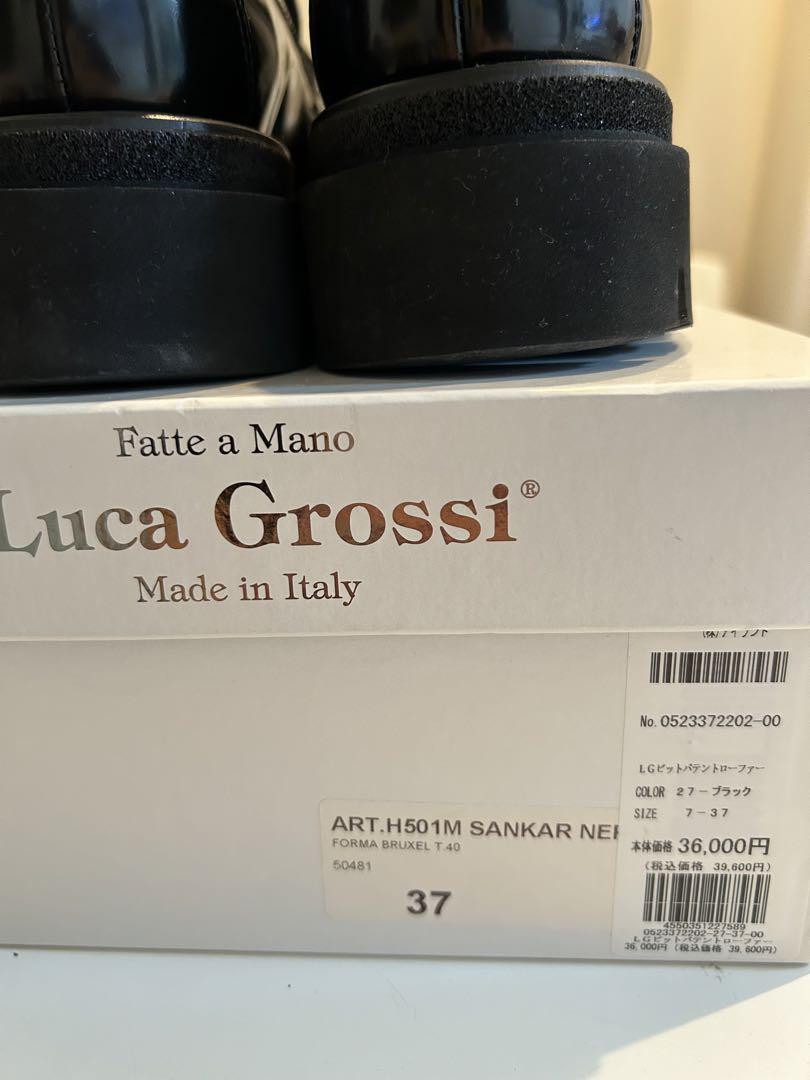 Fatte a Mano
Luca Grossi®
Made in Italy
No. 0523372202-00
LGビットパテントローファー
COLOR 27-ブラック
SIZE 7-37
本体価格 36,000円
(税込価格 39,600円)
4550351227589
0523372202-27-37-00
LGビットパテントローファー
36,000円 (税込価格 39,600円)
ART.H501M SANKAR
FORMA BRUXEL T.40
50481
37